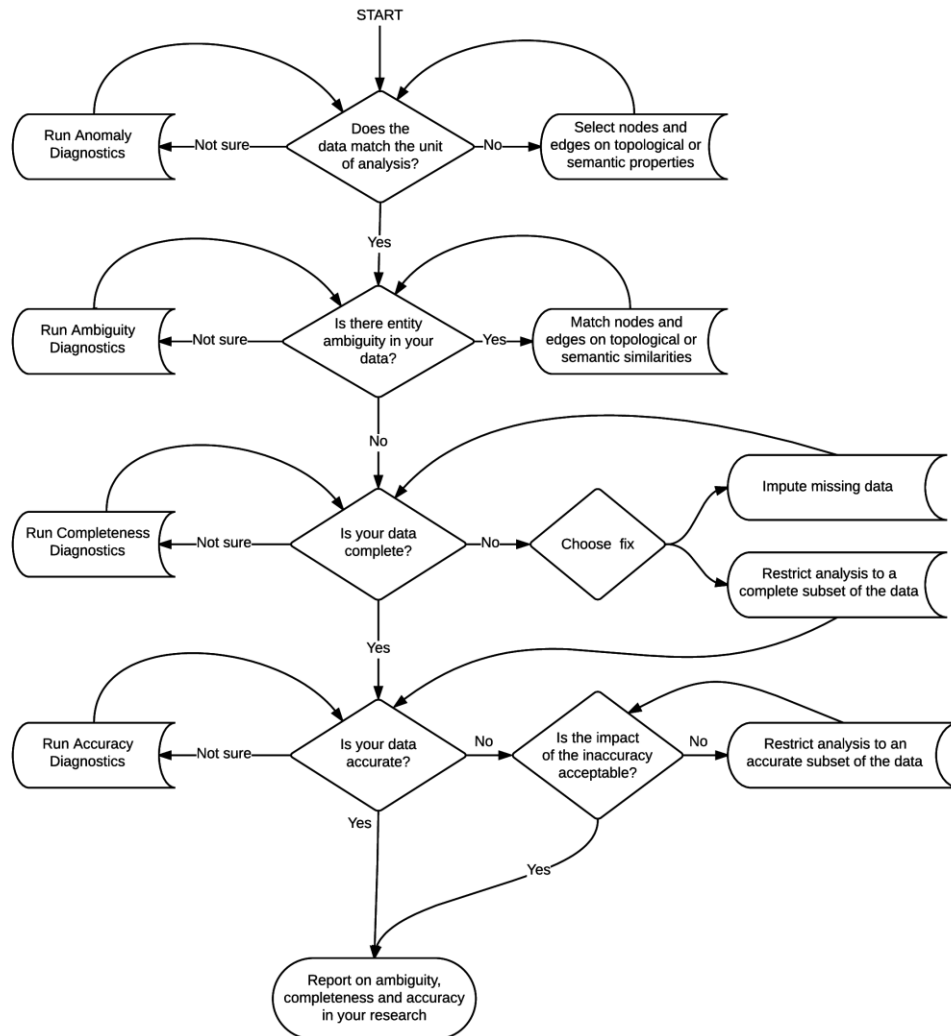 START
Run Anomaly
Diagnostics
Not sure
Does the
data match the unit
of analysis?
No
Select nodes and
edges on topological or
semantic properties
Yes
Run Ambiguity
Diagnostics
Not sure
Is there entity
ambiguity in your
data?
Yes
Match nodes and
edges on topological or
semantic similarities
No
Run Completeness
Diagnostics
Not sure
Is your data
complete?
No
Choose fix
Impute missing data
Restrict analysis to a
complete subset of the data
Yes
Run Accuracy
Diagnostics
Not sure
Is your data
accurate?
No
Is the impact
of the inaccuracy
acceptable?
No
Restrict analysis to an
accurate subset of the data
Yes
Yes
Report on ambiguity,
completeness and accuracy
in your research